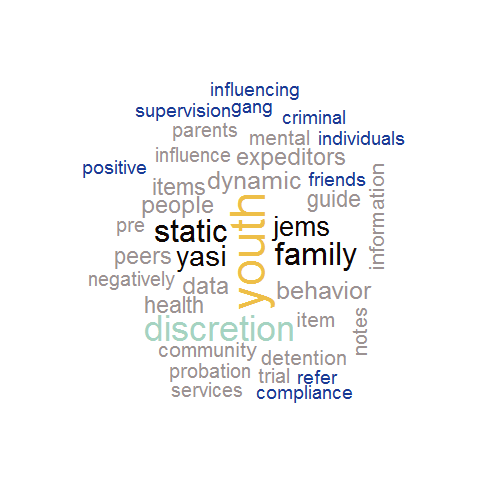 influencing
supervision gang
criminal
parents
mental individuals
influence expeditors
positive
items dynamic friends
people guide
youth
information
pre static jems
peers yasi family
negatively data behavior
health
discretion item
notes
community detention
probation trial refer
services compliance